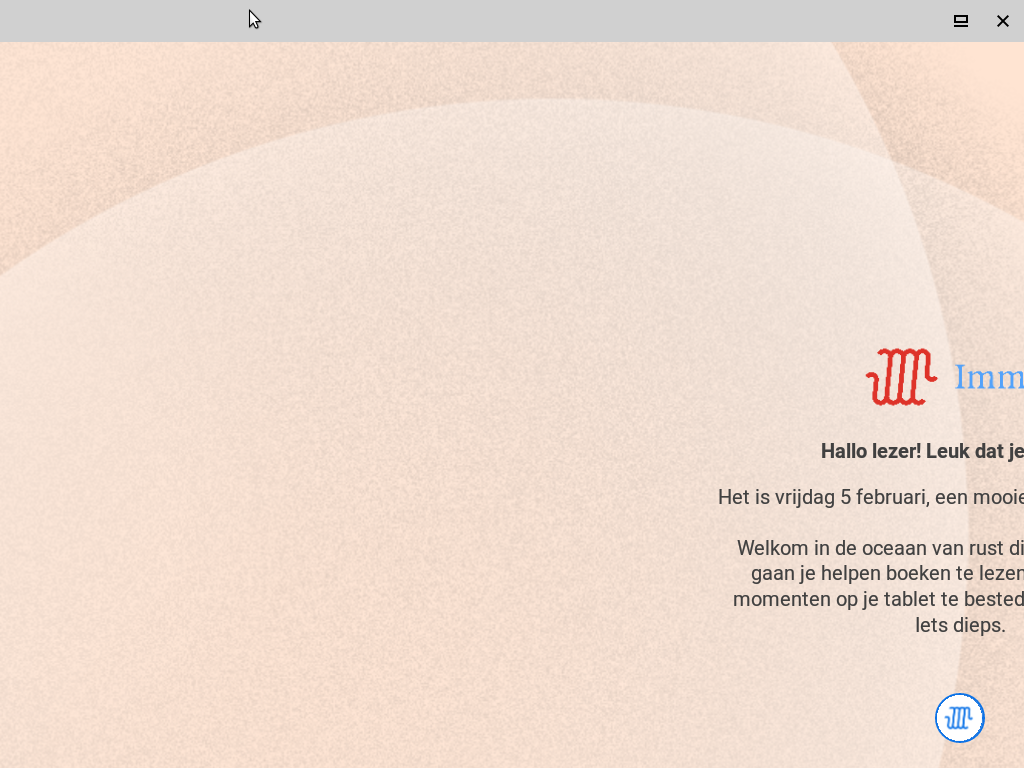 Imm
Hallo lezer! Leuk dat je
Het is vrijdag 5 februari, een mooie
Welkom in de oceaan van rust di
gaan je helpen boeken te lezen
momenten op je tablet te bested
Iets dieps.